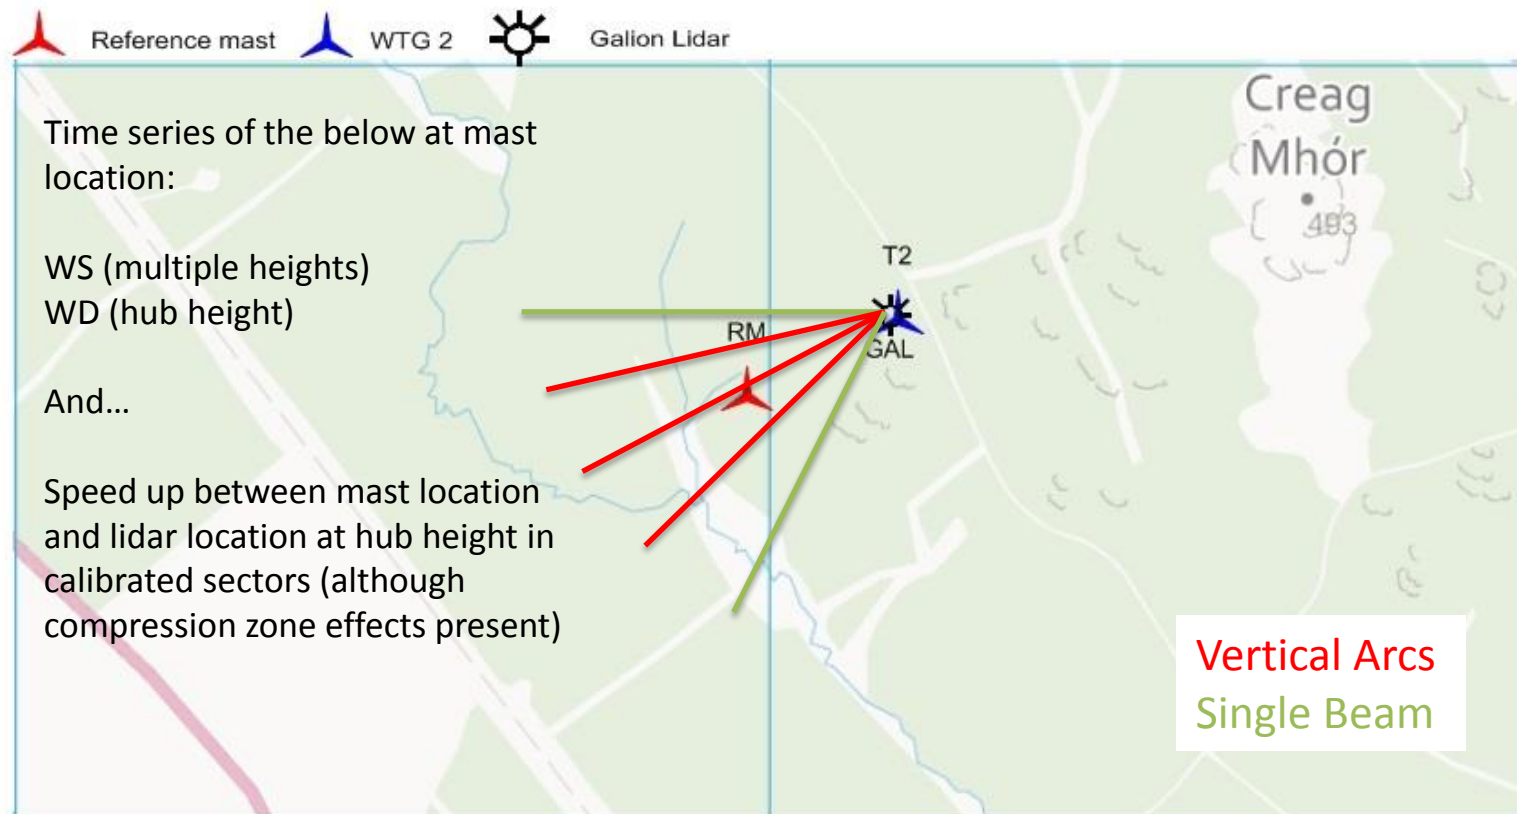 Reference mast
WTG 2
Galion Lidar
Time series of the below at mast
location:
WS (multiple heights)
WD (hub height)
And…
Speed up between mast location
and lidar location at hub height in
calibrated sectors (although
compression zone effects present)
Creag
Mhór
493
T2
RM
GAL
Vertical Arcs
Single Beam